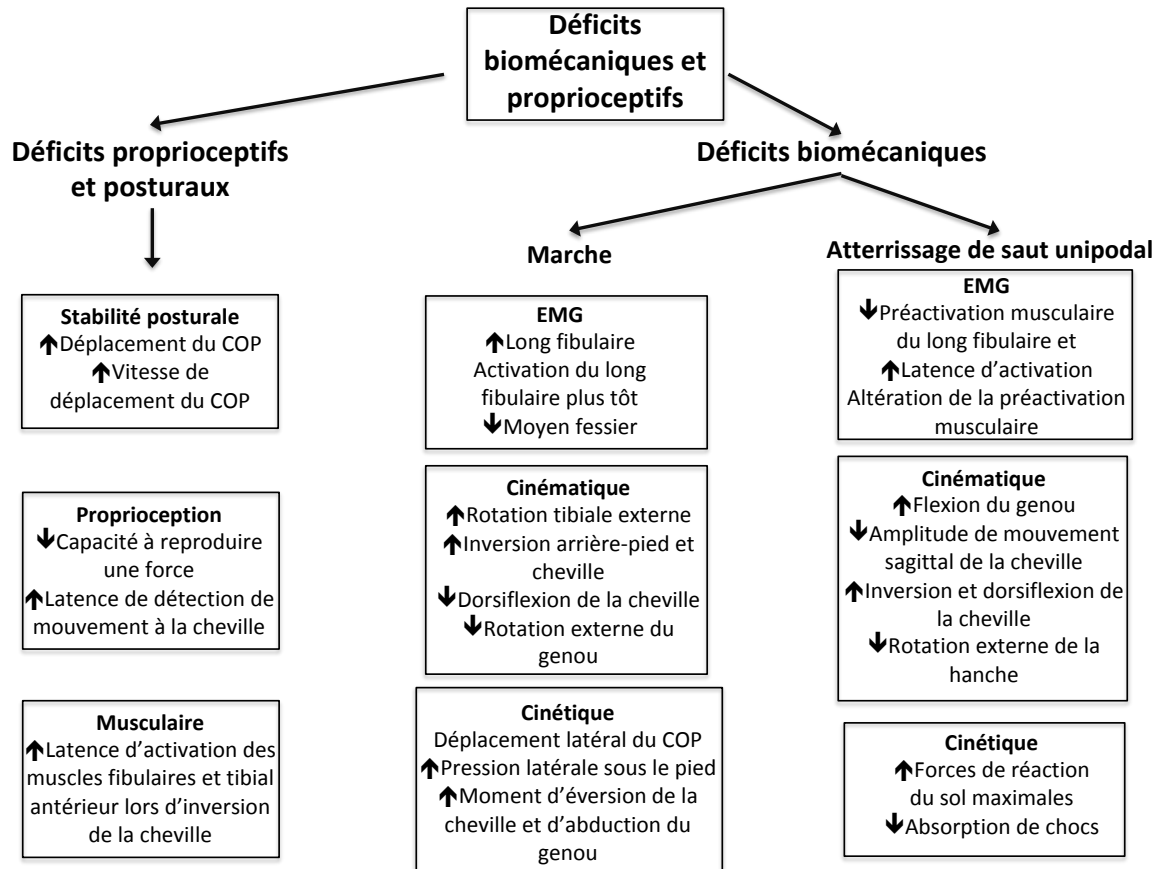 Déficits
biomécaniques et
proprioceptifs
Déficits proprioceptifs
et posturaux
Stabilité posturale
↑Déplacement du COP
↑Vitesse de
déplacement du COP
Proprioception
↓Capacité à reproduire
une force
↑Latence de détection de
mouvement à la cheville
Musculaire
↑Latence d'activation des
muscles fibulaires et tibial
antérieur lors d'inversion
de la cheville
Déficits biomécaniques
Marche
EMG
↑Long fibulaire
Activation du long
fibulaire plus tôt
↓Moyen fessier
Cinématique
↑Rotation tibiale externe
↑Inversion arrière-pied et
cheville
↓Dorsiflexion de la cheville
↓Rotation externe du
genou
Cinétique
Déplacement latéral du COP
↑Pression latérale sous le pied
↑Moment d'éversion de la
cheville et d'abduction du
genou
Atterrissage de saut unipodal
EMG
↓Préactivation musculaire
du long fibulaire et
↑Latence d'activation
Altération de la préactivation
musculaire
Cinématique
↑Flexion du genou
↓Amplitude de mouvement
sagittal de la cheville
↑Inversion et dorsiflexion de
la cheville
↓Rotation externe de la
hanche
Cinétique
↑Forces de réaction
du sol maximales
↓Absorption de chocs